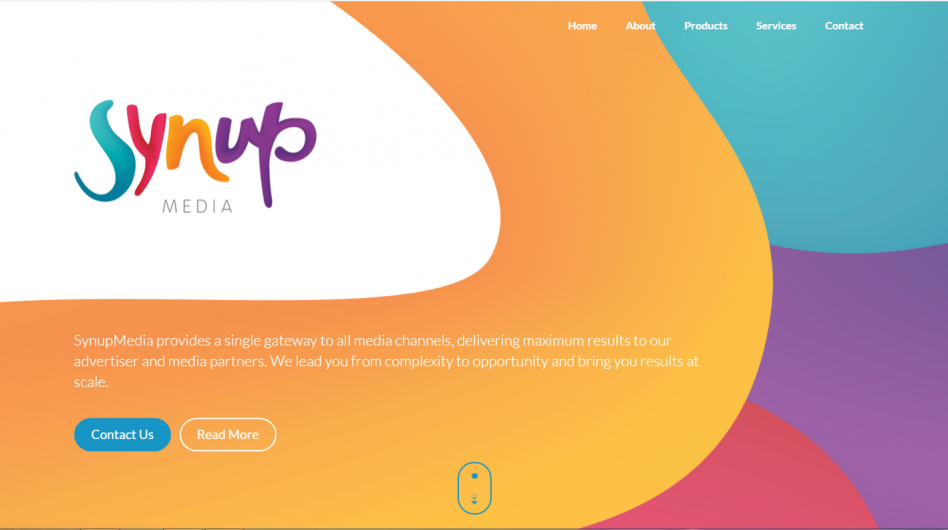 Home About Products Services Contact
Synup
MEDIA
SynupMedia provides a single gateway to all media channels, delivering maximum results to our
advertiser and media partners. We lead you from complexity to opportunity and bring you results at
scale.
Contact Us Read More